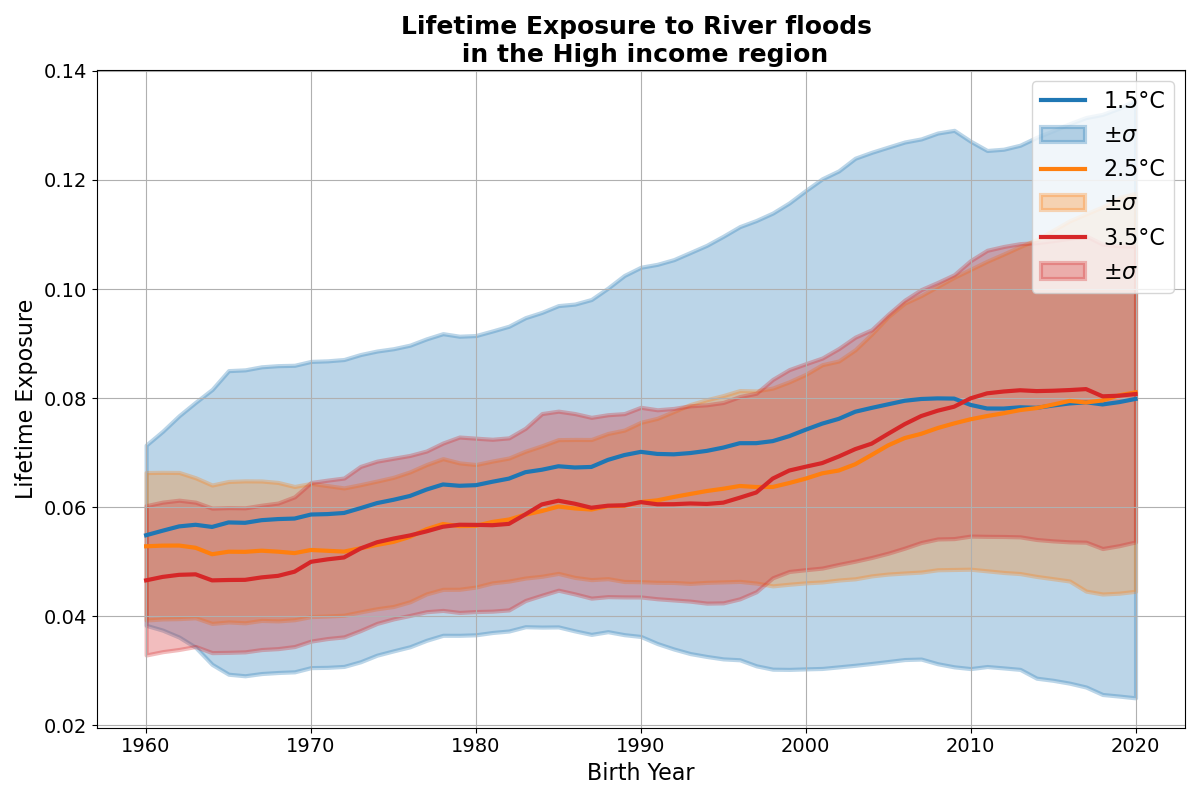 Lifetime Exposure to River floods
in the High income region
0.14
0.12
0.10
0.08
0.06
0.04
0.02
Lifetime Exposure
1960
1970
1980
1990
2000
2010
2020
Birth Year
1.5°C
±σ
2.5°C
±σ
3.5°C
±σ